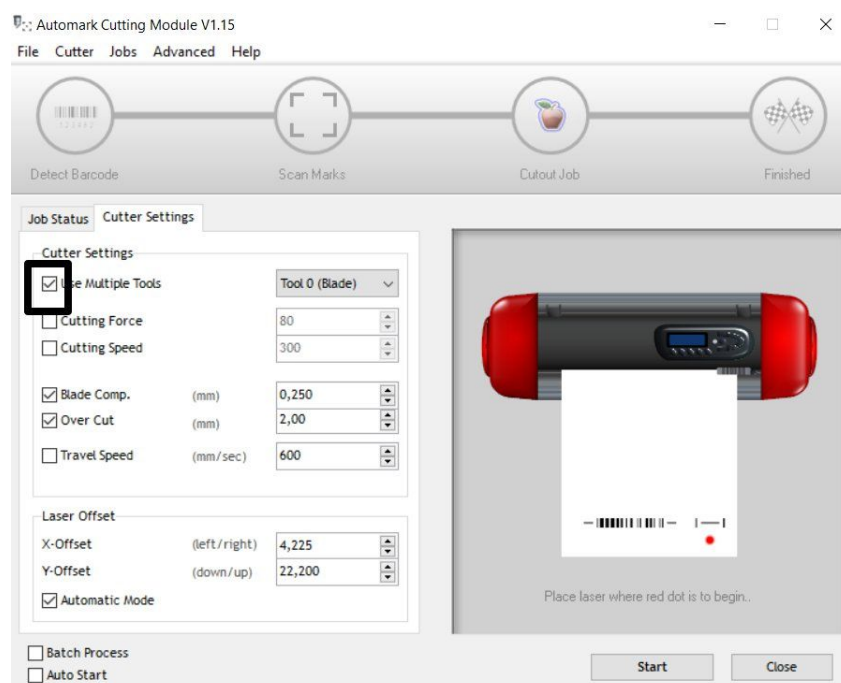 Automark Cutting Module V1.15
File Cutter Jobs Advanced Help
Detect Barcode Scan Marks Cutout Job Finished
Job Status Cutter Settings
Cutter Settings
Use Multiple Tools Tool 0 (Blade)
Cutting Force 80
Cutting Speed 300
Blade Comp. (mm) 0,250
Over Cut (mm) 2,00
Travel Speed (mm/sec) 600
Laser Offset
X-Offset (left/right) 4,225
Y-Offset (down/up) 22,200
Automatic Mode
Place laser where red dot is to begin..
Batch Process
Auto Start
Start Close